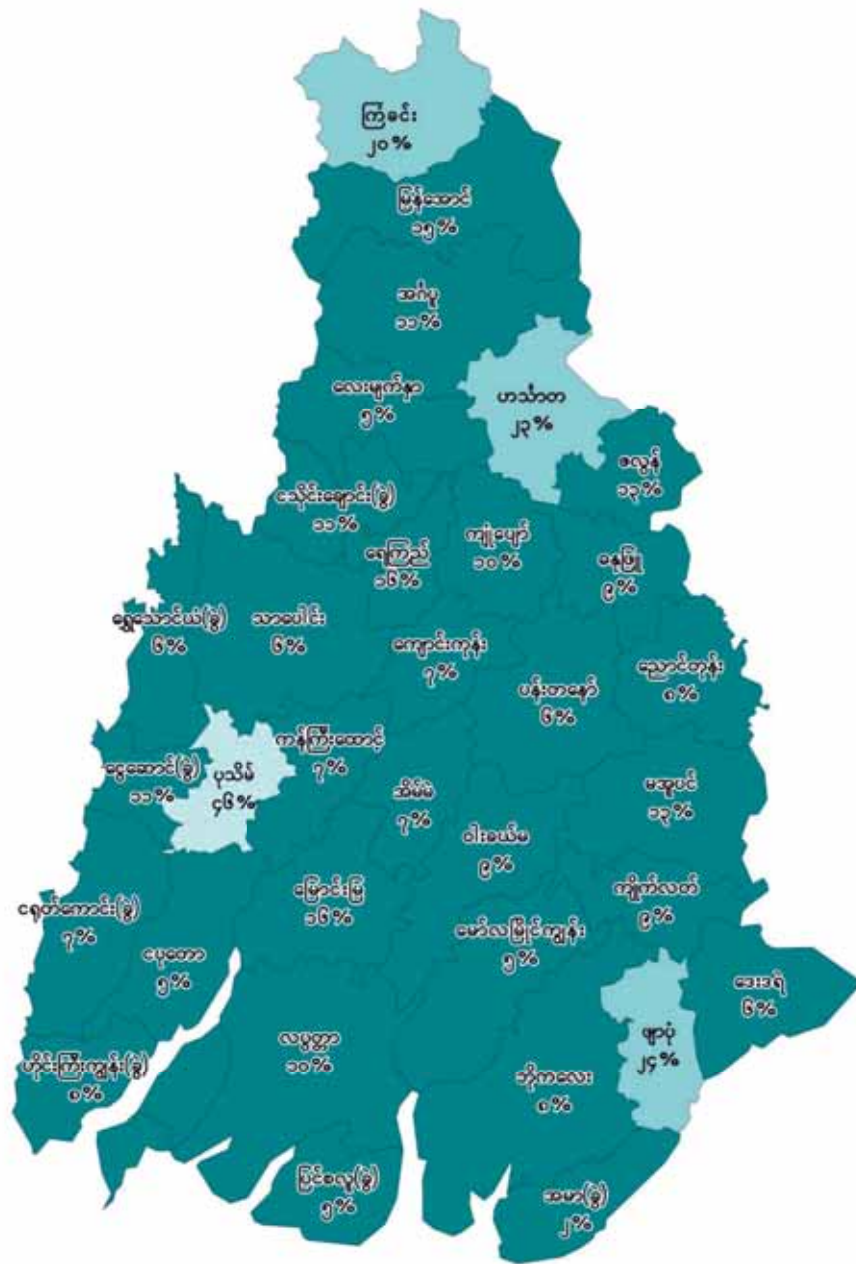 ကြံခင်း
၂၀%
မြန်အောင်
၁၅%
အင်္ဂပူ
၁၁%
လေးမျက်နှာ
၅%
ဟင်္သာတ
၂၃%
ဇလွန်
၁၃%
ငသိုင်းချောင်း(ခွဲ)
၁၁%
ရေကြည်
၁၆%
ကျုံပျော်
၁၀%
ဓနုဖြူ
၉%
ရွှေသောင်ယံ(ခွဲ)
၆%
သာပေါင်း
၆%
ကျောင်းကုန်း
၇%
ပန်းတနော်
၆%
ညောင်တုန်း
၈%
ငွေဆောင်(ခွဲ)
၁၁%
ပုသိမ်
၄၆%
ကန်ကြီးထောင့်
၇%
အိမ်မဲ
၇%
ဝါးခယ်မ
၉%
မအူပင်
၁၃%
ငရုတ်ကောင်း(ခွဲ)
၇%
ငပုတော
၅%
မြောင်းမြ
၁၆%
မော်လမြိုင်ကျွန်း
၅%
ကျိုက်လတ်
၉%
ဒေးဒရဲ
၆%
ဖျာပုံ
၂၄%
ဟိုင်းကြီးကျွန်း(ခွဲ)
၈%
လပွတ္တာ
၁၀%
ဘိုကလေး
၈%
ပြင်စလူ(ခွဲ)
၅%
အမာ(ခွဲ)
၂%